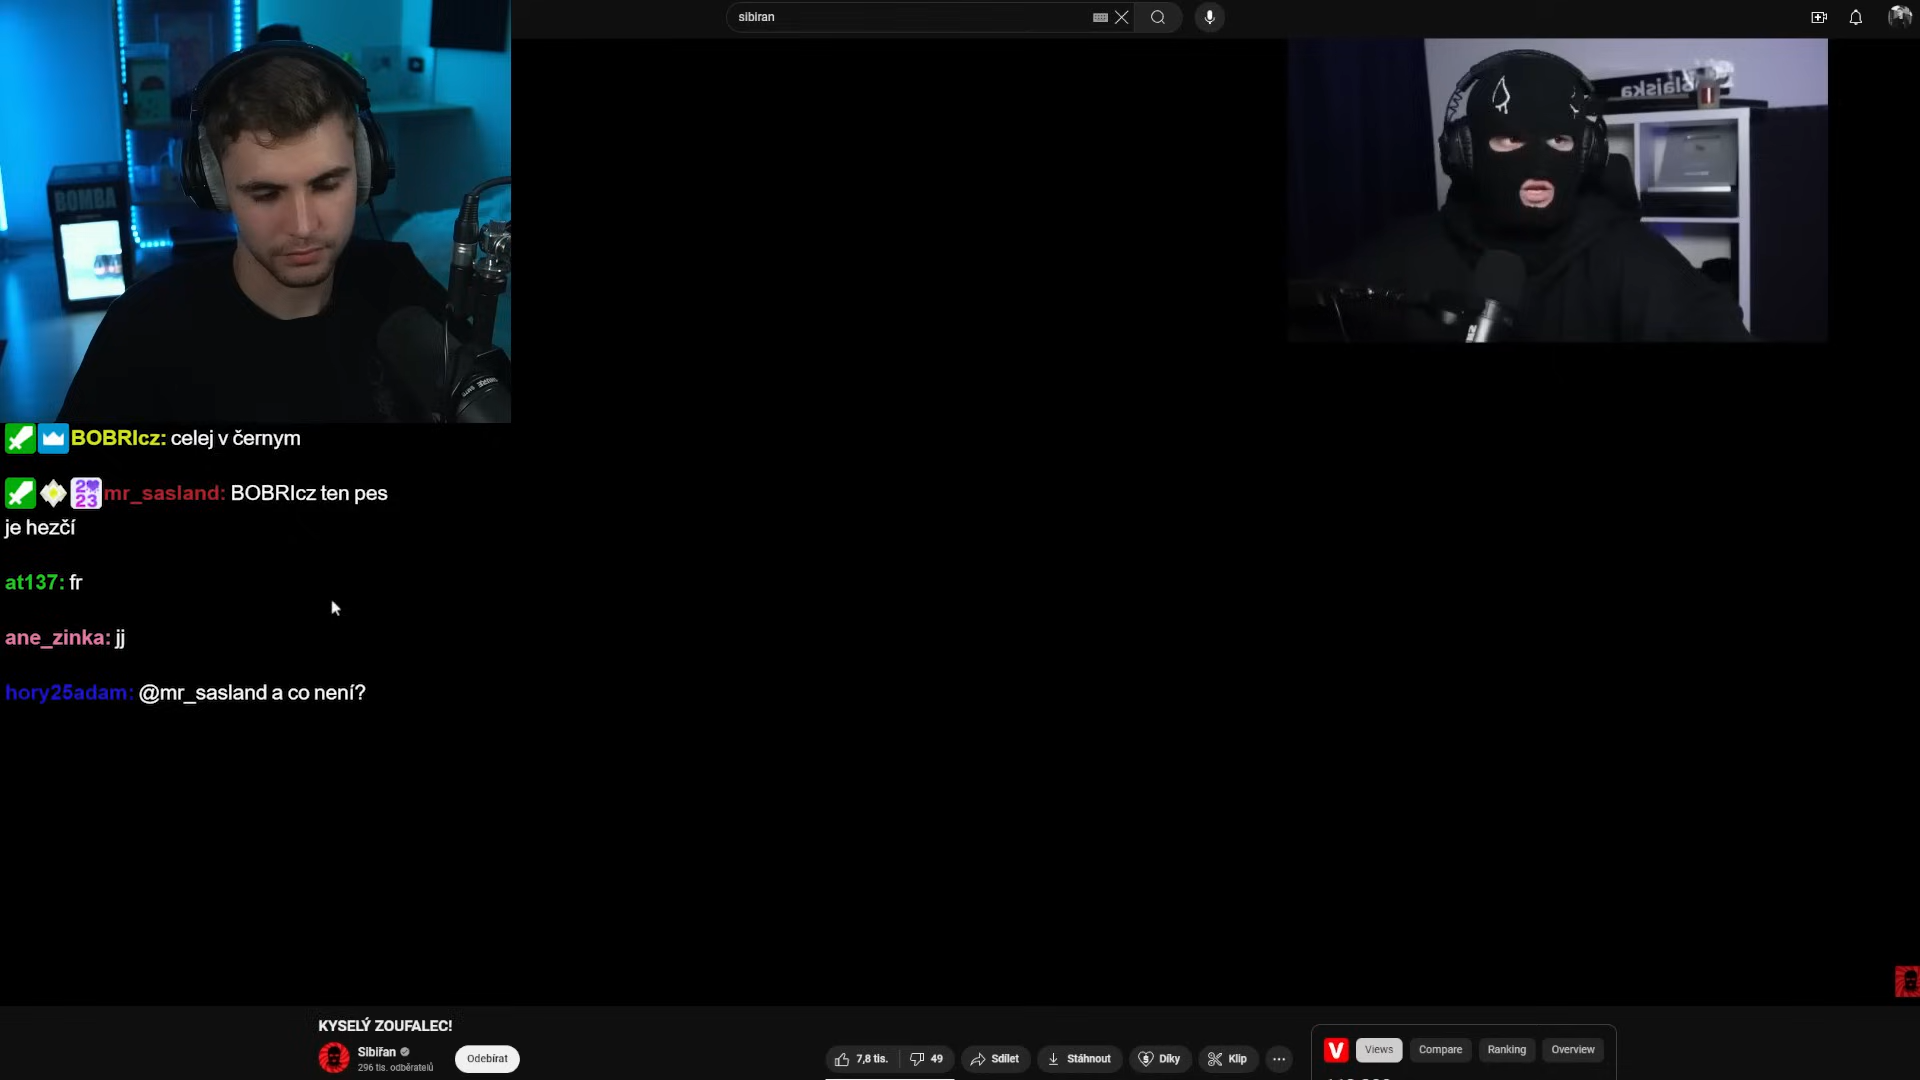 sibiran
BOMBA
BOBRIcz: celej v černym
mr_sasland: BOBRIcz ten pes
je hezčí
at137: fr
ane_zinka: jj
hory25adam: @mr_sasland a co není?
KYSELÝ ZOUFALEC!
Sibiřan
296 tis. odběratelů
Odebírat
7,8 tis.
49
Sdílet
Stáhnout
Díky
Klip
Views
Compare
Ranking
Overview